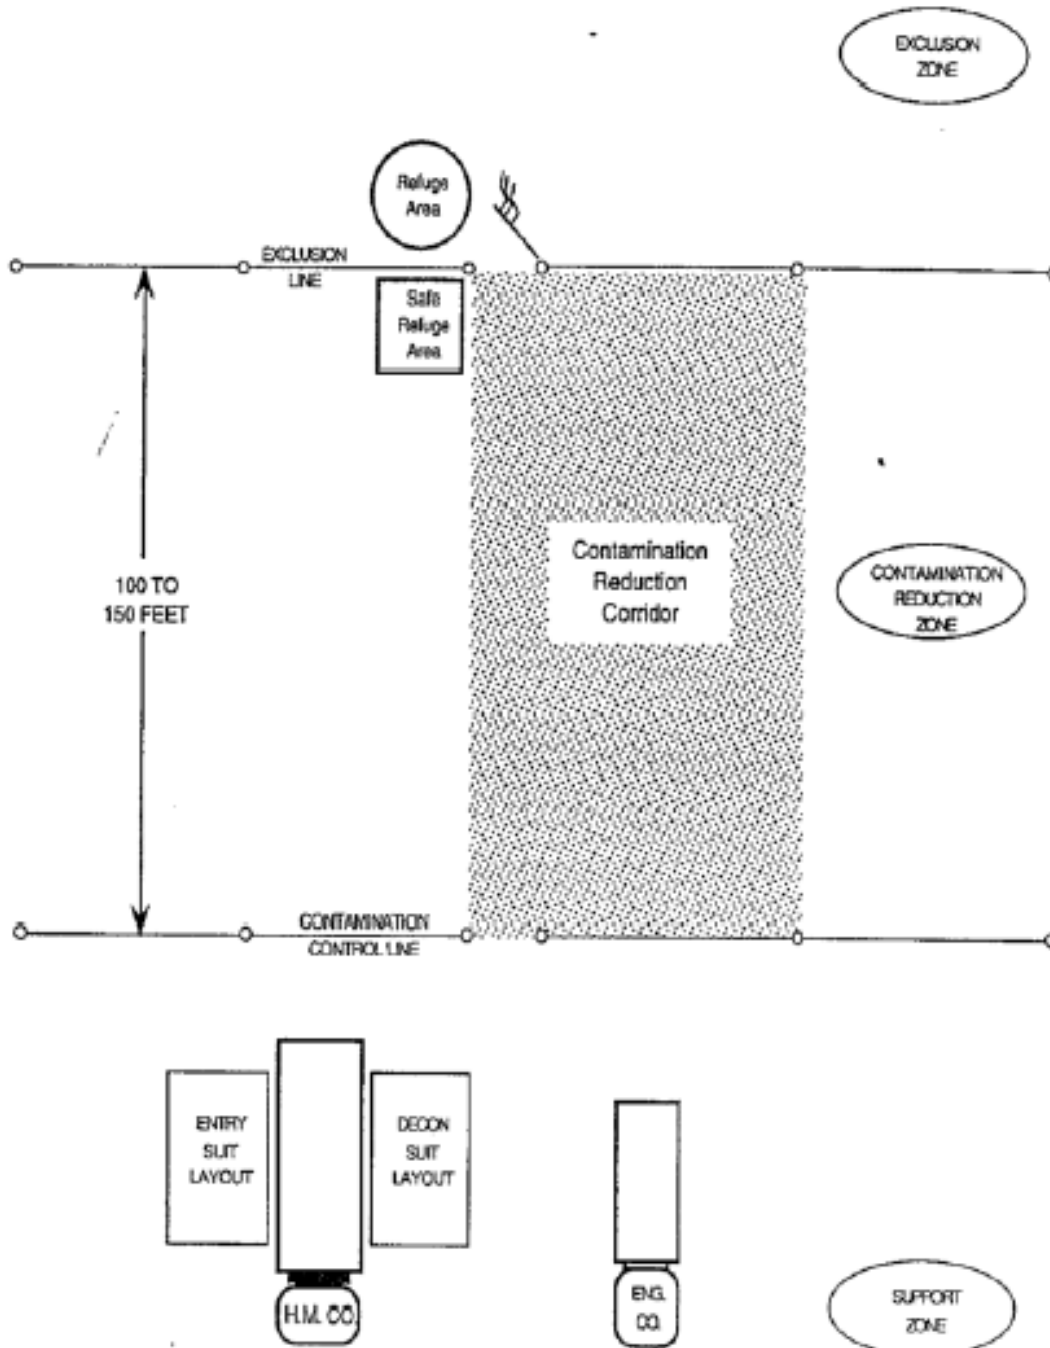 EXCLUSION
ZONE
Refuge
Area
EXCLUSION
LINE
Safe
Refuge
Area
Contamination
Reduction
Corridor
100 TO
150 FEET
CONTAMINATION
REDUCTION
ZONE
CONTAMINATION
CONTROL LINE
ENTRY
SUIT
LAYOUT
DECON
SUIT
LAYOUT
H.M. CO.
ENG.
CO.
SUPPORT
ZONE